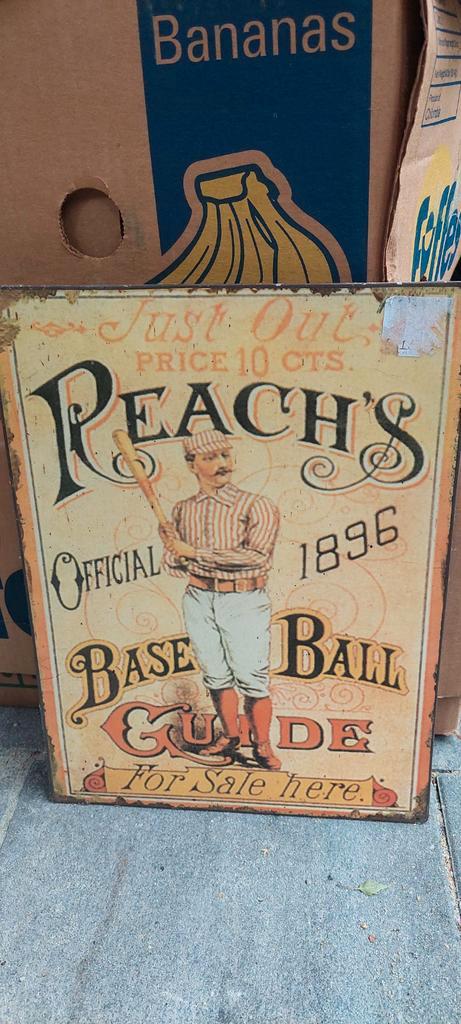 Bananas
Just Out
PRICE 10 CTS.
REACH'S
OFFICIAL
1896
BASE BALL
GUIDE
For Sale here.